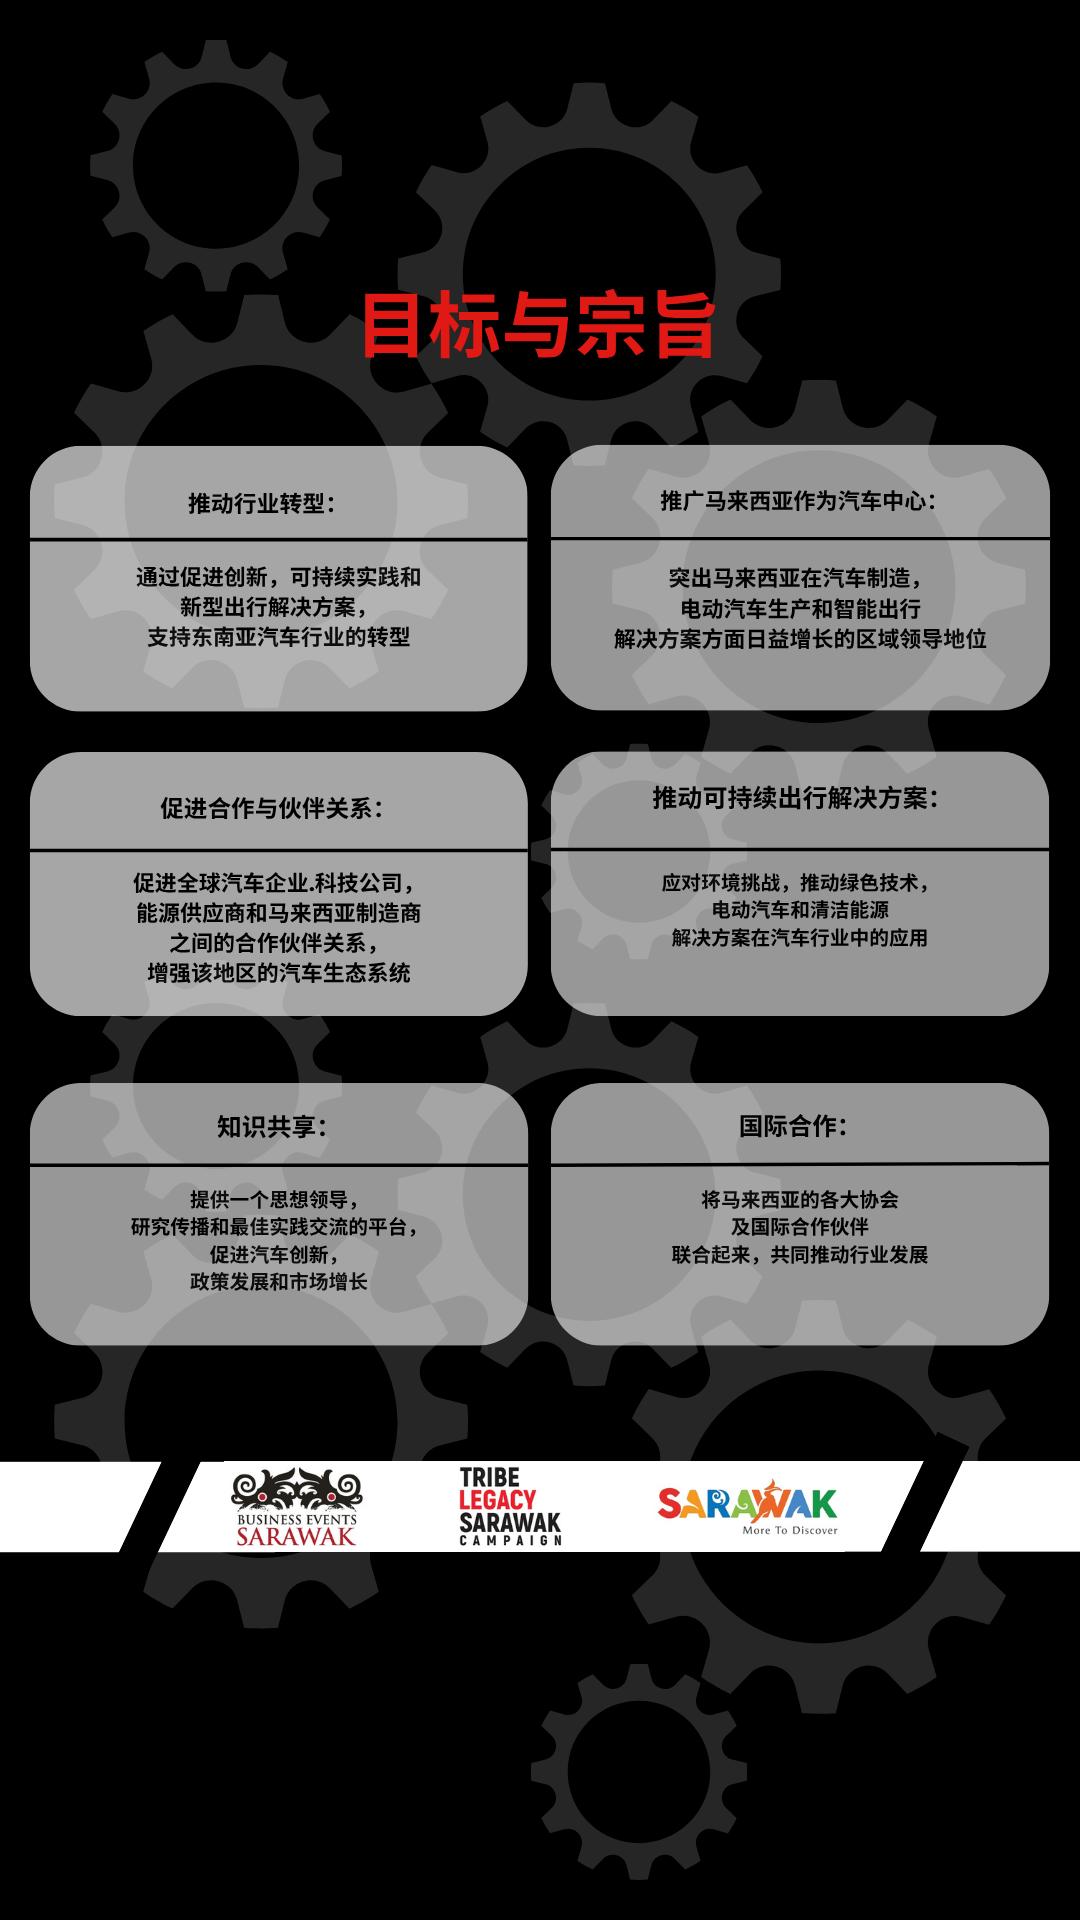 目标与宗旨
推动行业转型：
通过促进创新，可持续实践和
新型出行解决方案，
支持东南亚汽车行业的转型
推广马来西亚作为汽车中心：
突出马来西亚在汽车制造，
电动汽车生产和智能出行
解决方案方面日益增长的区域领导地位
促进合作与伙伴关系：
促进全球汽车企业.科技公司，
能源供应商和马来西亚制造商
之间的合作伙伴关系，
增强该地区的汽车生态系统
推动可持续出行解决方案：
应对环境挑战，推动绿色技术，
电动汽车和清洁能源
解决方案在汽车行业中的应用
知识共享：
提供一个思想领导，
研究传播和最佳实践交流的平台，
促进汽车创新，
政策发展和市场增长
国际合作：
将马来西亚的各大协会
及国际合作伙伴
联合起来，共同推动行业发展
BUSINESS EVENTS
SARAWAK
TRIBE
LEGACY
SARAWAK
CAMPAIGN
SARAWAK
More To Discover